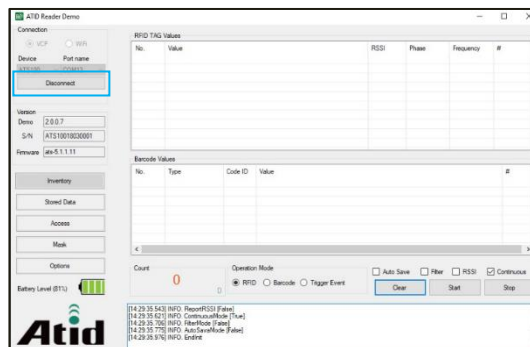 ATID Reader Demo
Connection
VCP WiFi
Device Port name
ATS100 COM13
Disconnect
Version
Demo 2.0.0.7
S/N ATS10018030001
Firmware ats-5.1.1.11
Inventory
Stored Data
Access
Mask
Options
Battery Level (81%)
Atid
RFID TAG Values
No. Value RSSI Phase Frequency #
Barcode Values
No. Type Code ID Value #
Count
0
0
Operation Mode
RFID Barcode Trigger Event
Auto Save Filter RSSI Continuous
Clear Start Stop
[14:29:35.543] INFO. ReportRSSI [False]
[14:29:35.621] INFO. ContinuousMode [True]
[14:29:35.706] INFO. FilterMode [False]
[14:29:35.775] INFO. AutoSaveMode [False]
[14:29:35.976] INFO. EndInit